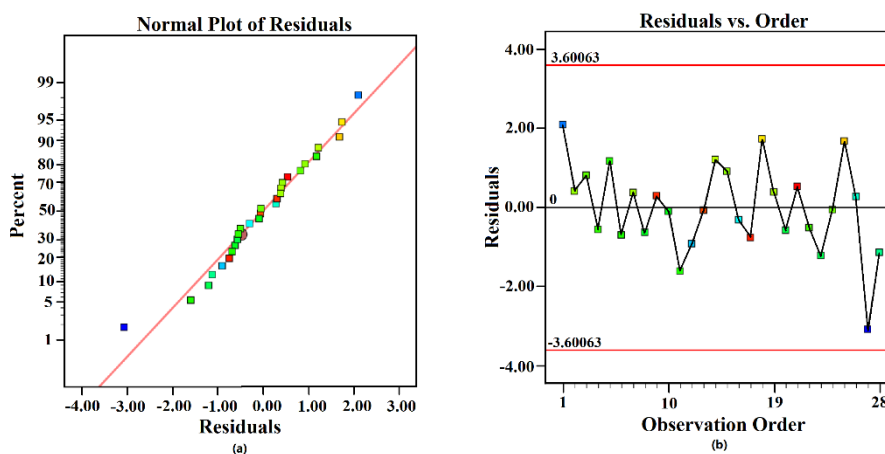 Normal Plot of Residuals
Percent
99
95
90
80
70
50
30
20
10
5
1
-4.00 -3.00 -2.00 -1.00 0.00 1.00 2.00 3.00
Residuals
(a)
Residuals vs. Order
Residuals
4.00
3.60063
2.00
0
0.00
-2.00
-3.60063
-4.00
1 10 19 28
Observation Order
(b)